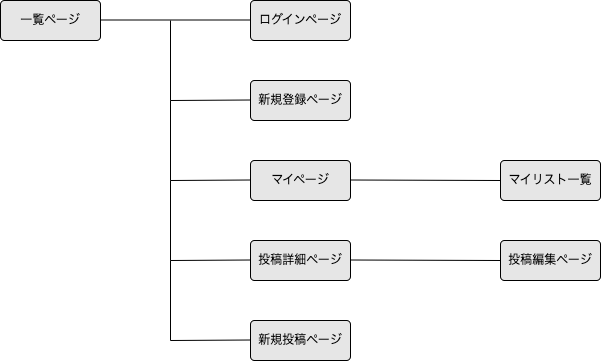 一覧ページ
ログインページ
新規登録ページ
マイページ
マイリスト一覧
投稿詳細ページ
投稿編集ページ
新規投稿ページ